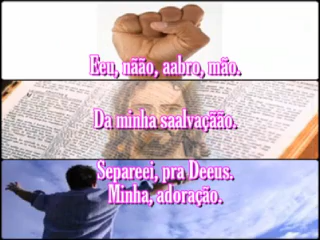 Eeu, nãão, aabro, mão.
Da minha saalvaçãão.
Separeei, pra Deeus.
Minha, adoração.